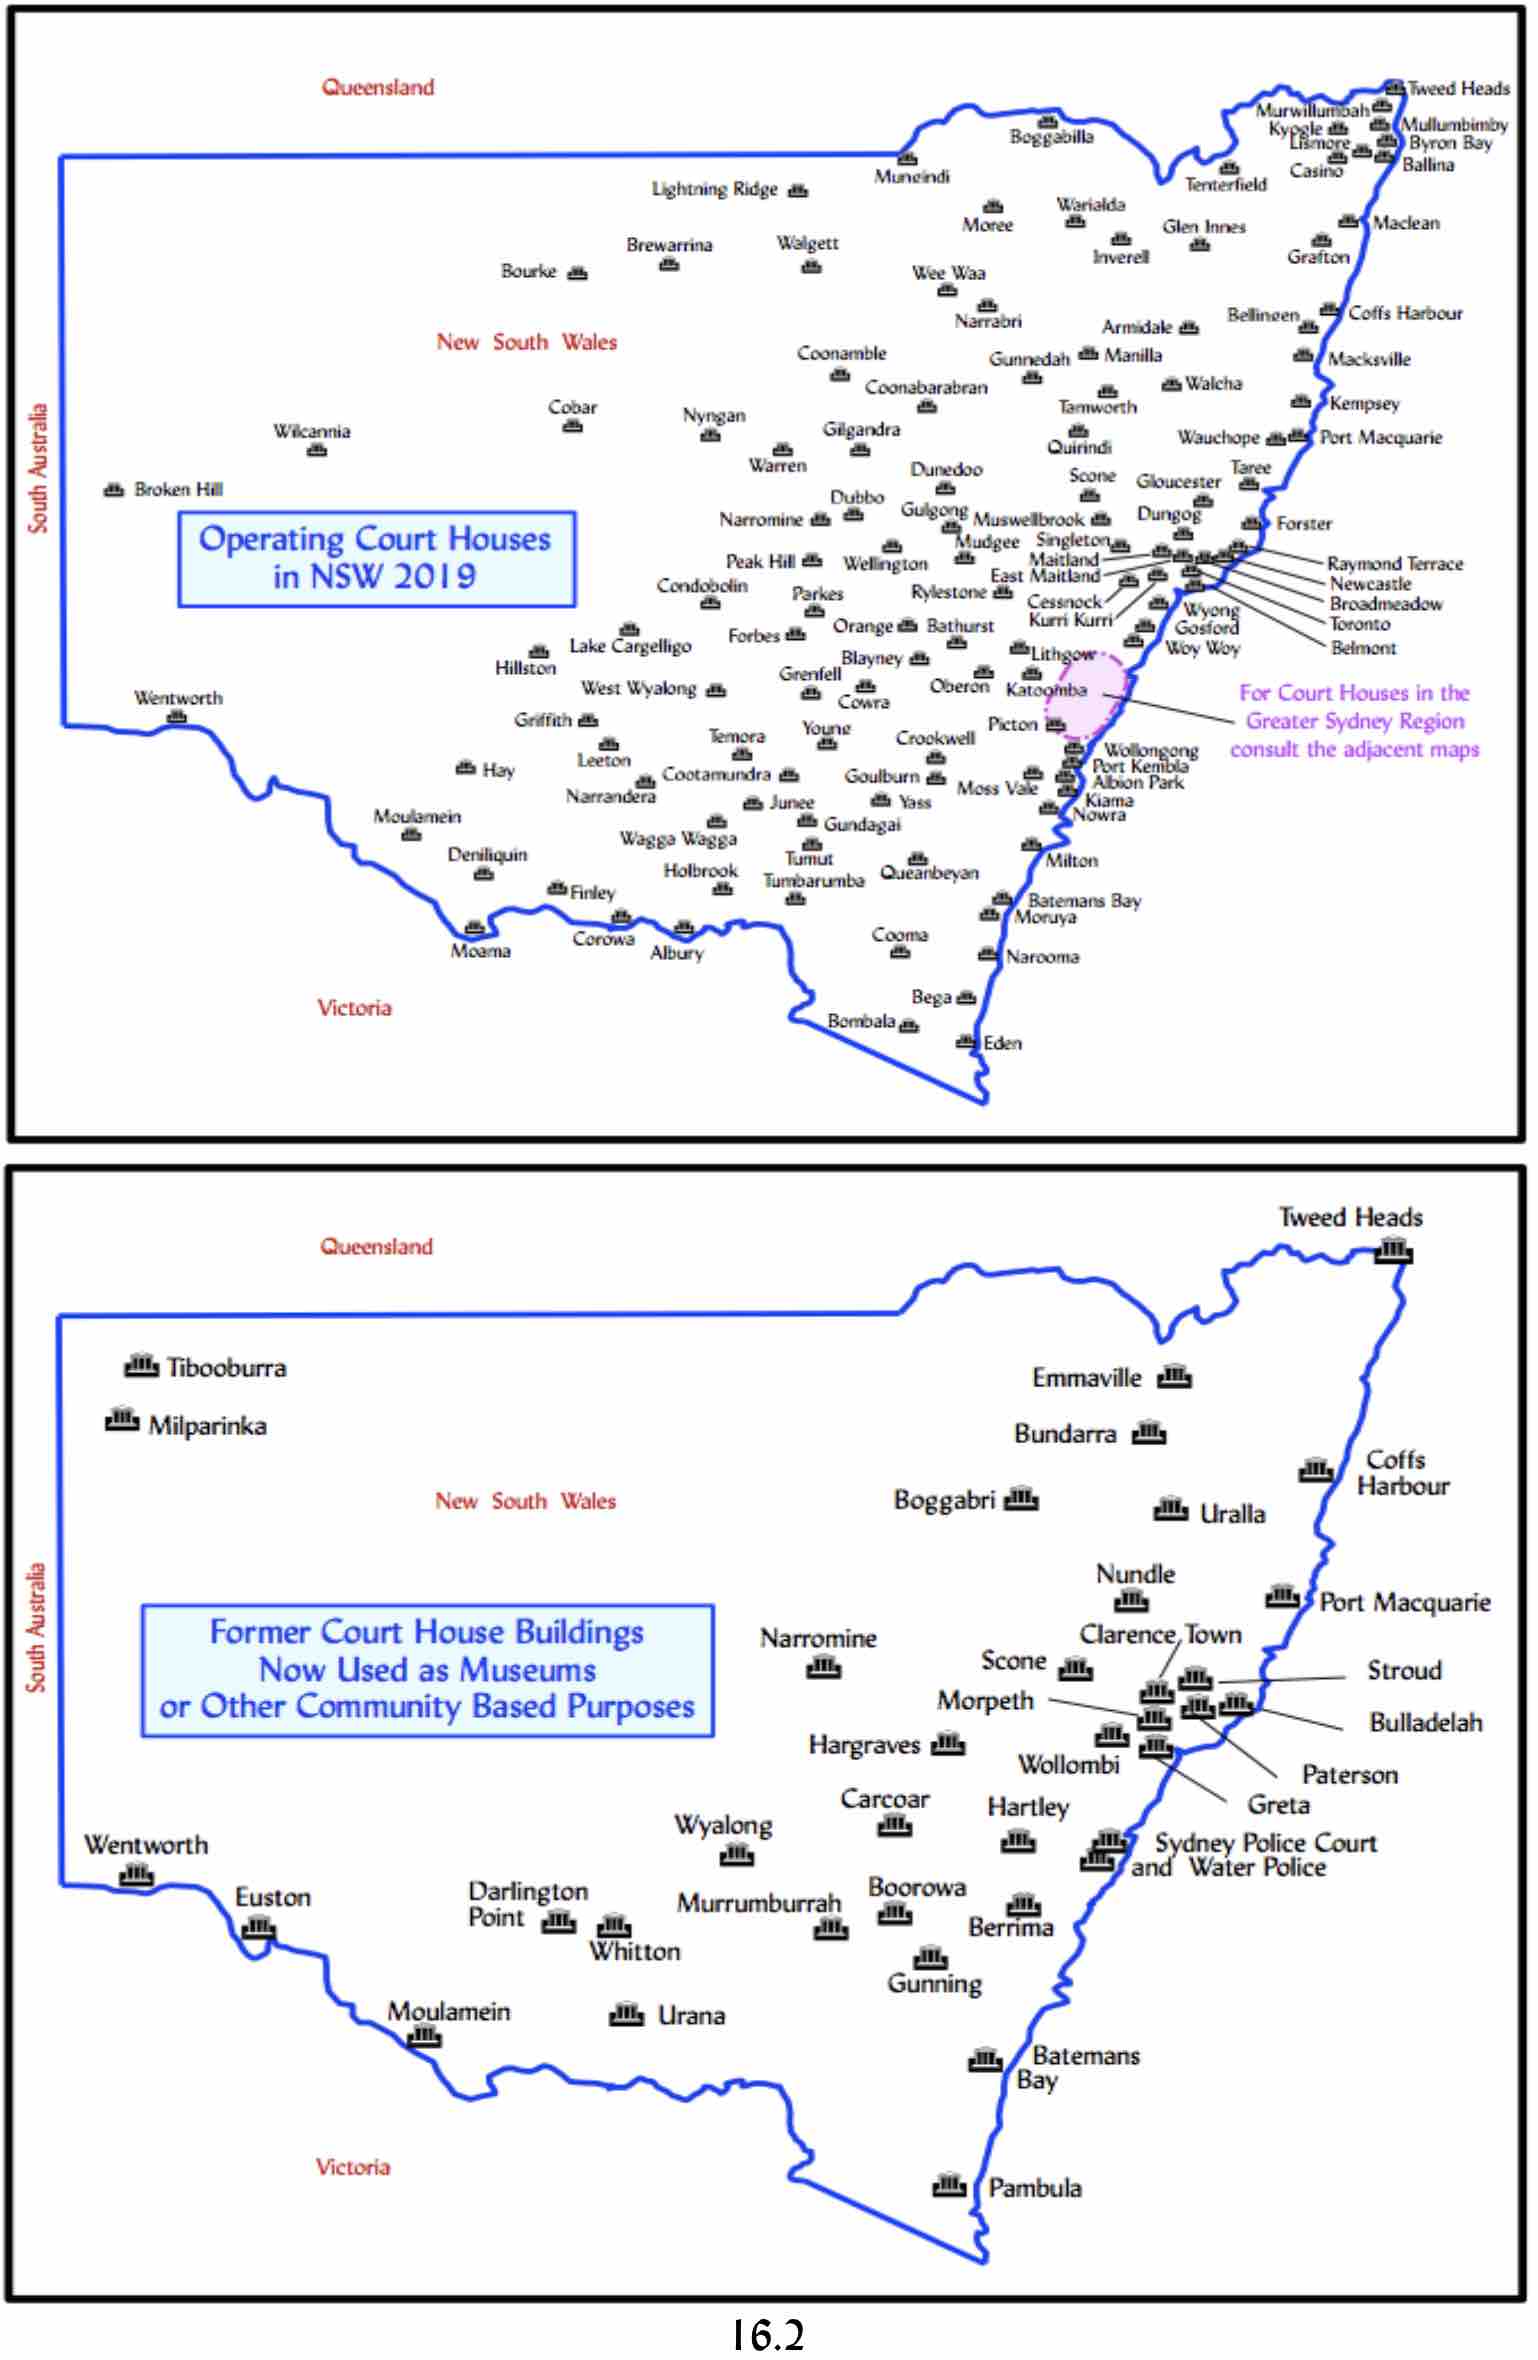 Queensland
Tweed Heads
Murwillumbah
Boggabilla
Kyogle
Mullumbimby
Lismore
Byron Bay
Muneindi
Casino
Ballina
Lightning Ridge
Tenterfield
Moree
Warialda
Glen Innes
Maclean
Brewarrina
Walgett
Inverell
Grafton
Bourke
Wee Waa
Narrabri
Bellingen
Coffs Harbour
Armidale
New South Wales
Coonamble
Gunnedah
Manilla
Macksville
Coonabarabran
Walcha
Cobar
Nyngan
Tamworth
Kempsey
Wilcannia
Gilgandra
Quirindi
Wauchope
Port Macquarie
Warren
South Australia
Dunedoo
Scone
Gloucester
Taree
Broken Hill
Dubbo
Gulgong
Dungog
Narromine
Muswellbrook
Forster
Operating Court Houses
in NSW 2019
Mudgee
Singleton
Peak Hill
Wellington
Maitland
Raymond Terrace
East Maitland
Newcastle
Condobolin
Parkes
Rylestone
Cessnock
Broadmeadow
Kurri Kurri
Wyong
Toronto
Lake Cargelligo
Forbes
Orange
Bathurst
Gosford
Hillston
Blayney
Lithgow
Woy Woy
Belmont
West Wyalong
Grenfell
Cowra
Oberon
Katoomba
For Court Houses in the
Greater Sydney Region
consult the adjacent maps
Wentworth
Griffith
Picton
Temora
Young
Crookwell
Wollongong
Leeton
Port Kembla
Hay
Cootamundra
Goulburn
Moss Vale
Albion Park
Narrandera
Junee
Yass
Kiama
Moulamein
Gundagai
Nowra
Wagga Wagga
Deniliquin
Tumut
Milton
Holbrook
Tumbarumba
Queanbeyan
Finley
Batemans Bay
Moruya
Corowa
Cooma
Moama
Albury
Narooma
Victoria
Bega
Bombala
Eden
Tweed Heads
Queensland
Tibooburra
Emmaville
Milparinka
Bundarra
Coffs
Harbour
New South Wales
Boggabri
Uralla
South Australia
Nundle
Port Macquarie
Former Court House Buildings
Now Used as Museums
or Other Community Based Purposes
Narromine
Clarence Town
Scone
Stroud
Morpeth
Bulladelah
Hargraves
Wollombi
Paterson
Carcoar
Hartley
Greta
Wyalong
Sydney Police Court
and Water Police
Wentworth
Euston
Darlington
Point
Murrumburrah
Boorowa
Berrima
Whitton
Gunning
Moulamein
Urana
Batemans
Bay
Victoria
Pambula
16.2